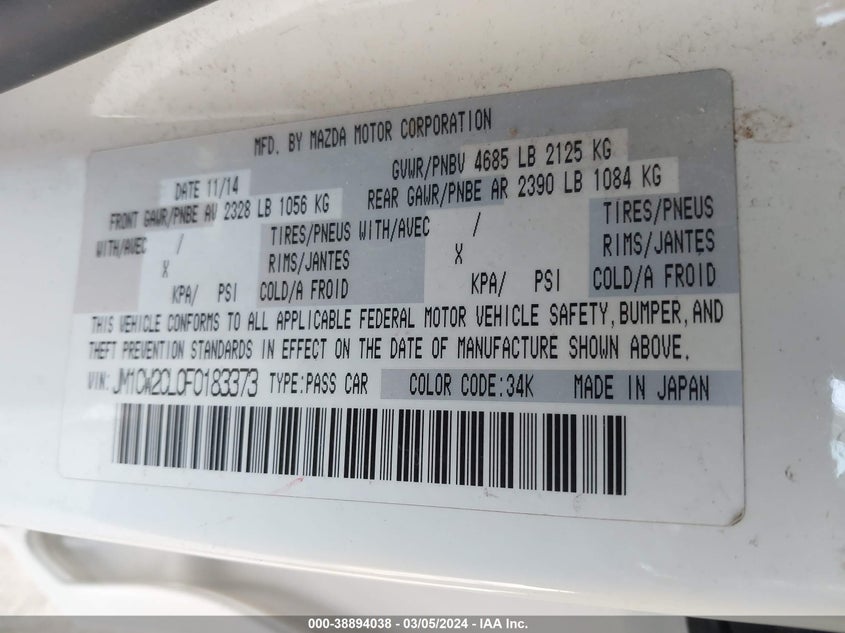 MFD. BY MAZDA MOTOR CORPORATION
DATE 11/14 GVWR/PNBV 4685 LB 2125 KG
FRONT GAWR/PNBE AV 2328 LB 1056 KG REAR GAWR/PNBE AR 2390 LB 1084 KG
WITH/AVEC / TIRES/PNEUS WITH/AVEC / TIRES/PNEUS
X RIMS/JANTES X RIMS/JANTES
KPA/ PSI COLD/A FROID KPA/ PSI COLD/A FROID
THIS VEHICLE CONFORMS TO ALL APPLICABLE FEDERAL MOTOR VEHICLE SAFETY, BUMPER, AND
THEFT PREVENTION STANDARDS IN EFFECT ON THE DATE OF MANUFACTURE SHOWN ABOVE.
VIN: JM1CW2CL0F0183373 TYPE:PASS CAR COLOR CODE:34K MADE IN JAPAN
000-38894038 - 03/05/2024 - IAA Inc.